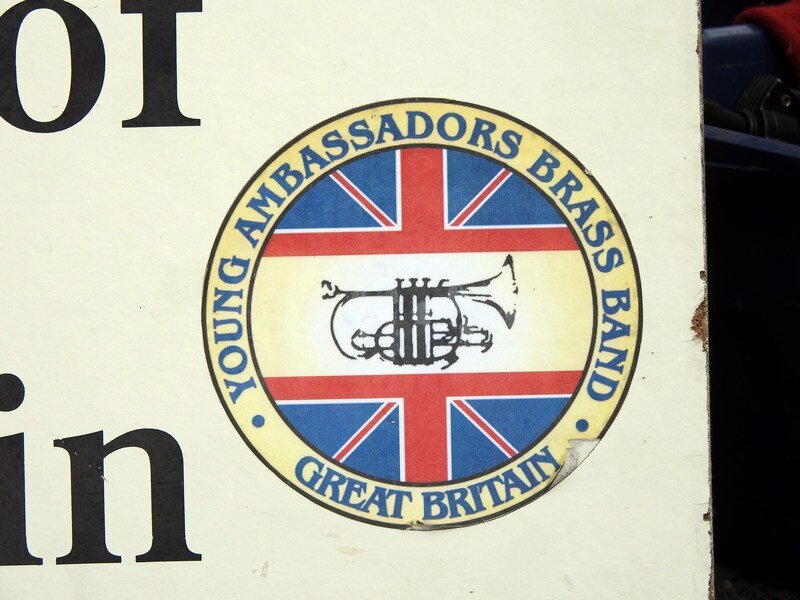 of
YOUNG AMBASSADORS BRASS BAND
GREAT BRITAIN
in